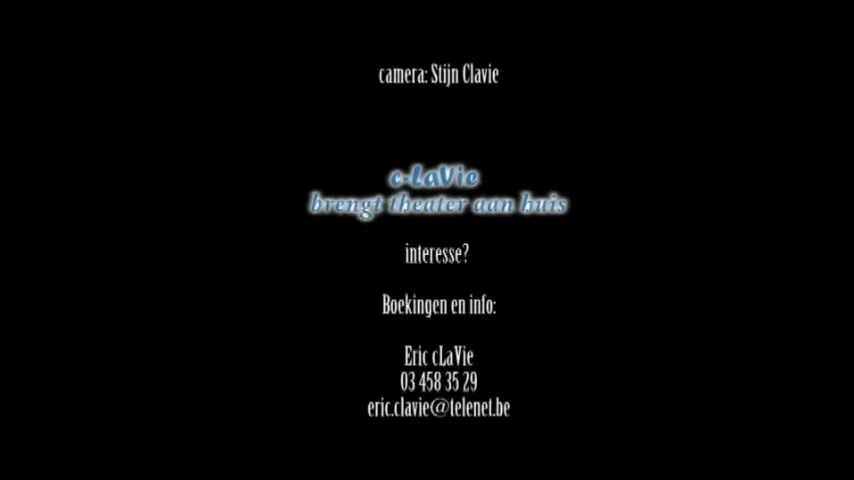 camera: Stijn Clavie
c-LaVie
brengt theater aan huis
interesse?
Boekingen en info:
Eric cLaVie
03 458 35 29
eric.clavie@telenet.be